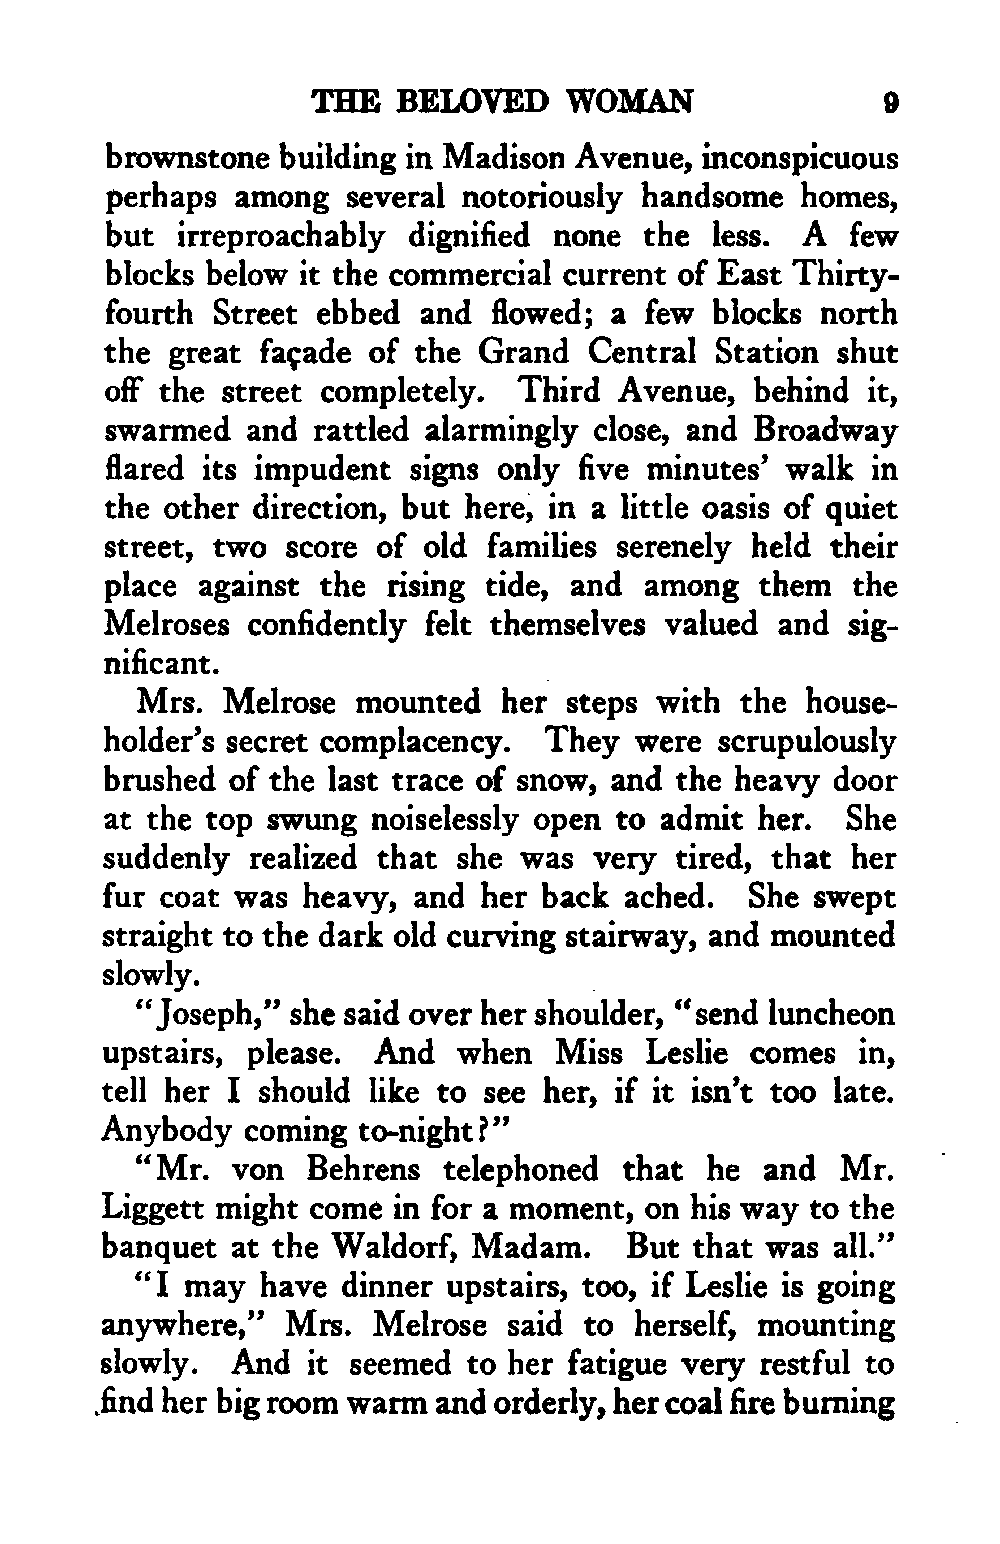 THE BELOVED WOMAN 9
brownstone building in Madison Avenue, inconspicuous
perhaps among several notoriously handsome homes,
but irreproachably dignified none the less. A few
blocks below it the commercial current of East Thirty-
fourth Street ebbed and flowed; a few blocks north
the great façade of the Grand Central Station shut
off the street completely. Third Avenue, behind it,
swarmed and rattled alarmingly close, and Broadway
flared its impudent signs only five minutes' walk in
the other direction, but here, in a little oasis of quiet
street, two score of old families serenely held their
place against the rising tide, and among them the
Melroses confidently felt themselves valued and sig-
nificant.
Mrs. Melrose mounted her steps with the house-
holder's secret complacency. They were scrupulously
brushed of the last trace of snow, and the heavy door
at the top swung noiselessly open to admit her. She
suddenly realized that she was very tired, that her
fur coat was heavy, and her back ached. She swept
straight to the dark old curving stairway, and mounted
slowly.
"Joseph," she said over her shoulder, "send luncheon
upstairs, please. And when Miss Leslie comes in,
tell her I should like to see her, if it isn't too late.
Anybody coming to-night?"
"Mr. von Behrens telephoned that he and Mr.
Liggett might come in for a moment, on his way to the
banquet at the Waldorf, Madam. But that was all."
"I may have dinner upstairs, too, if Leslie is going
anywhere," Mrs. Melrose said to herself, mounting
slowly. And it seemed to her fatigue very restful to
find her big room warm and orderly, her coal fire burning